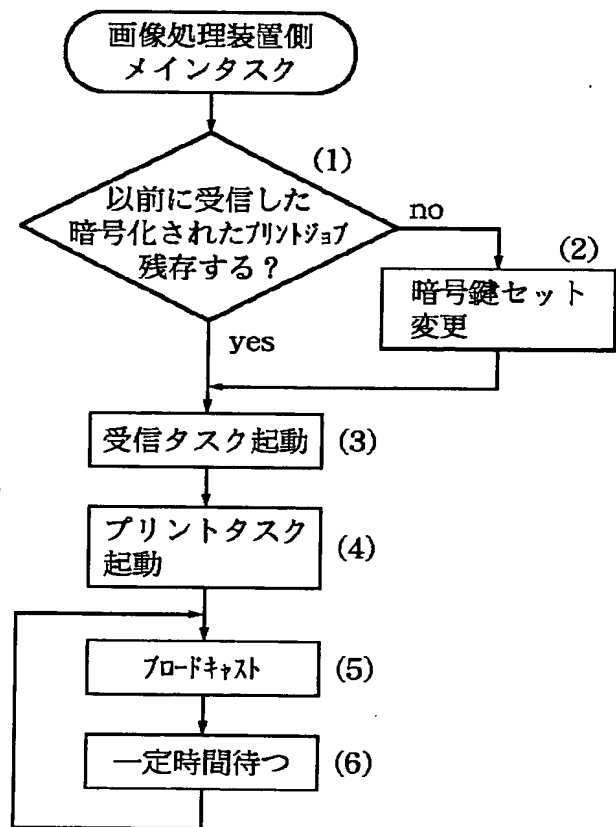 画像処理装置側
メインタスク
(1)
以前に受信した
暗号化されたプリントジョブ
残存する？
no
(2)
暗号鍵セット
変更
yes
受信タスク起動
(3)
プリントタスク
起動
(4)
ブロードキャスト
(5)
一定時間待つ
(6)